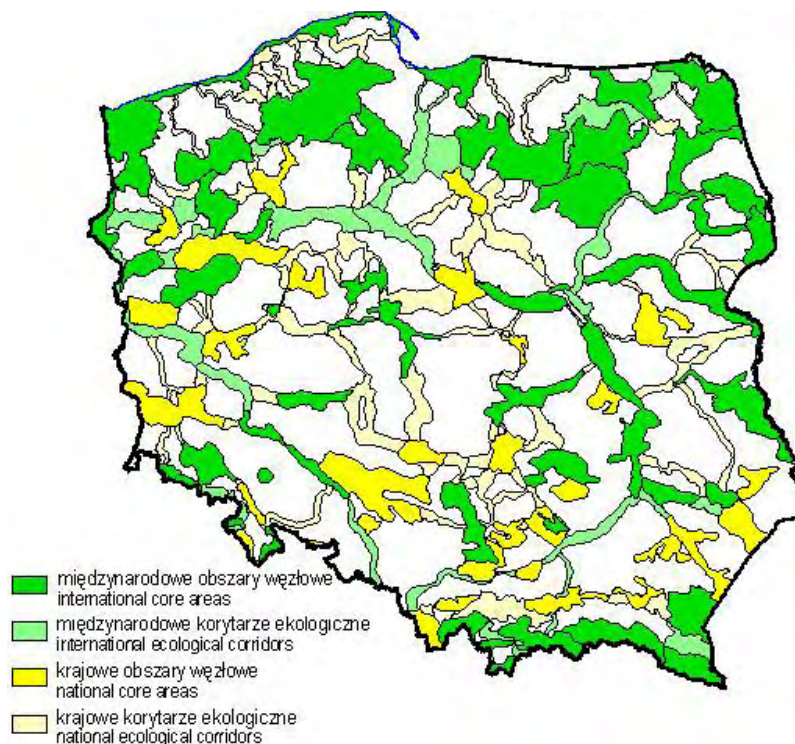 międzynarodowe obszary węzłowe
international core areas
międzynarodowe korytarze ekologiczne
international ecological corridors
krajowe obszary węzłowe
national core areas
krajowe korytarze ekologiczne
national ecological corridors